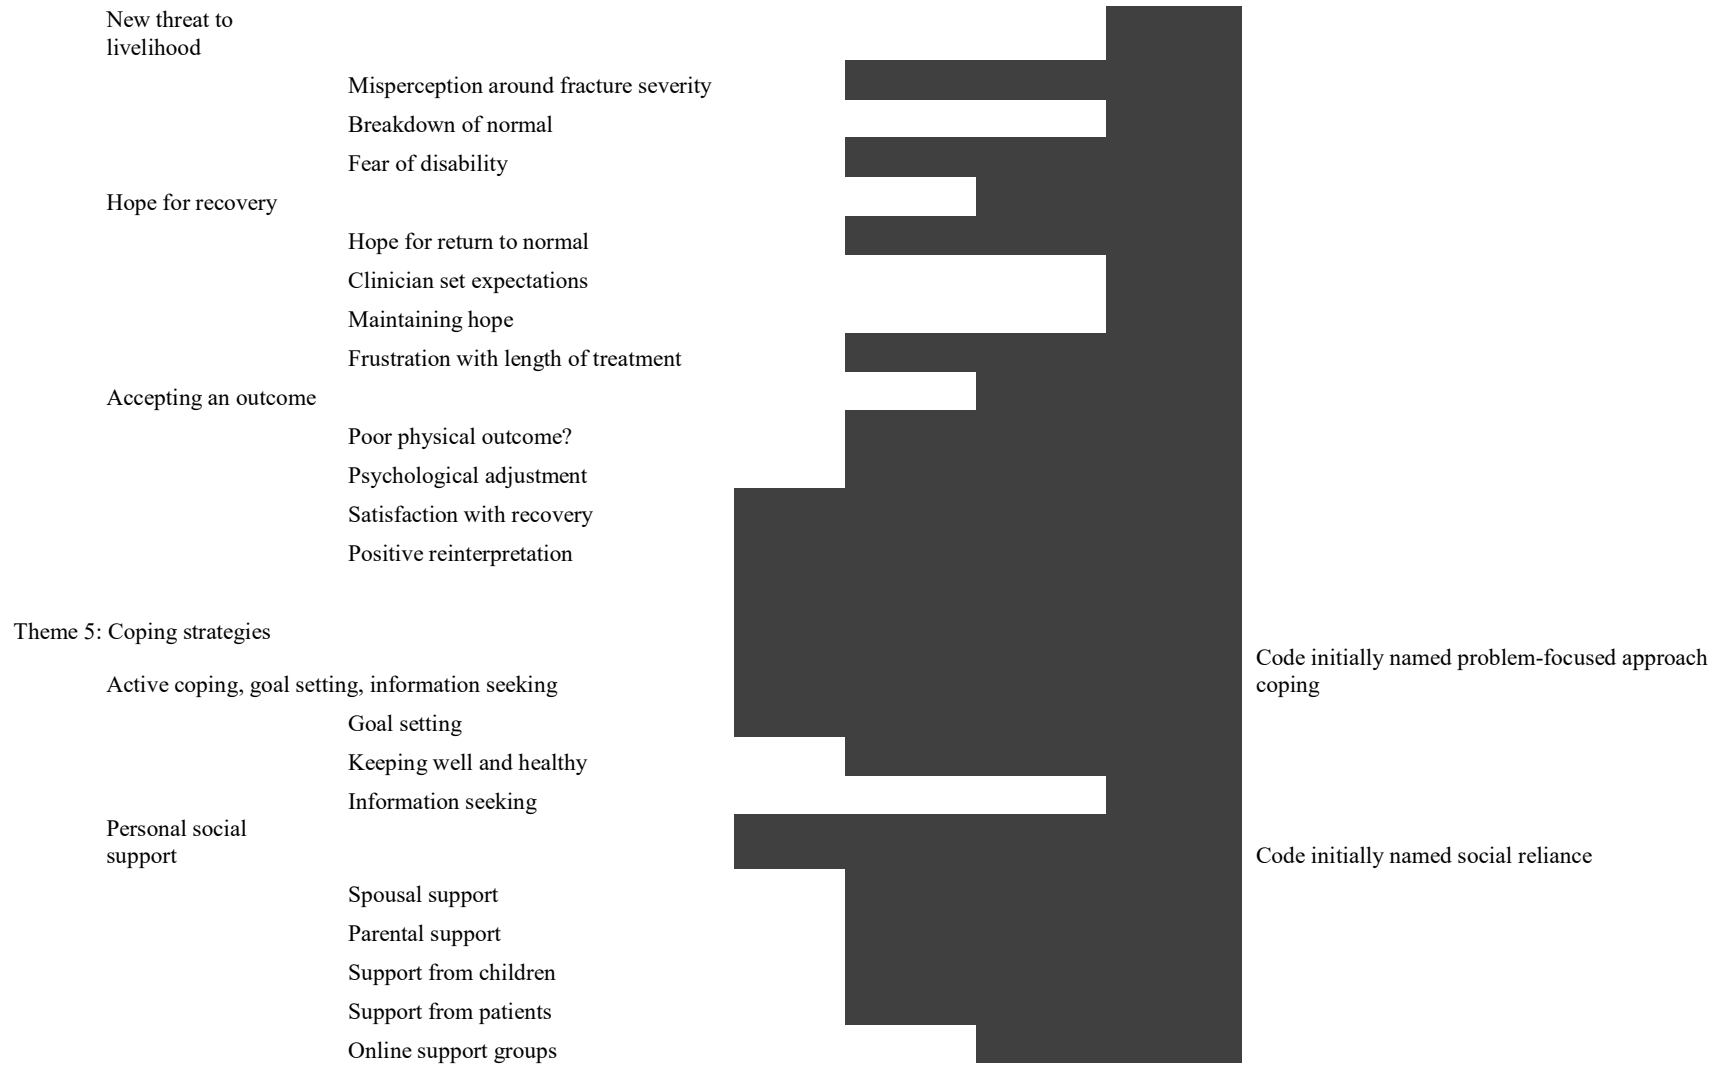 New threat to
livelihood
Misperception around fracture severity
Breakdown of normal
Fear of disability
Hope for recovery
Hope for return to normal
Clinician set expectations
Maintaining hope
Frustration with length of treatment
Accepting an outcome
Poor physical outcome?
Psychological adjustment
Satisfaction with recovery
Positive reinterpretation
Theme 5: Coping strategies
Active coping, goal setting, information seeking
Code initially named problem-focused approach
coping
Goal setting
Keeping well and healthy
Information seeking
Personal social
support
Code initially named social reliance
Spousal support
Parental support
Support from children
Support from patients
Online support groups